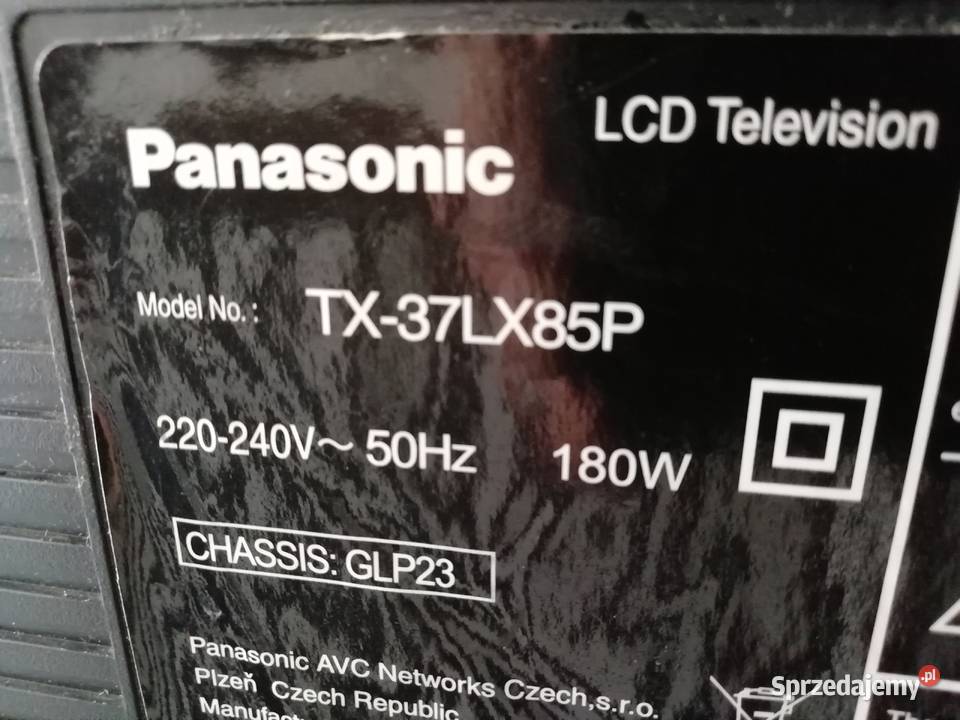 LCD Television
Panasonic
Model No.: TX-37LX85P
220-240V~ 50Hz 180W
CHASSIS: GLP23
Panasonic AVC Networks Czech,s.r.o.
Plzeň Czech Republic
Sprzedajemy.pl